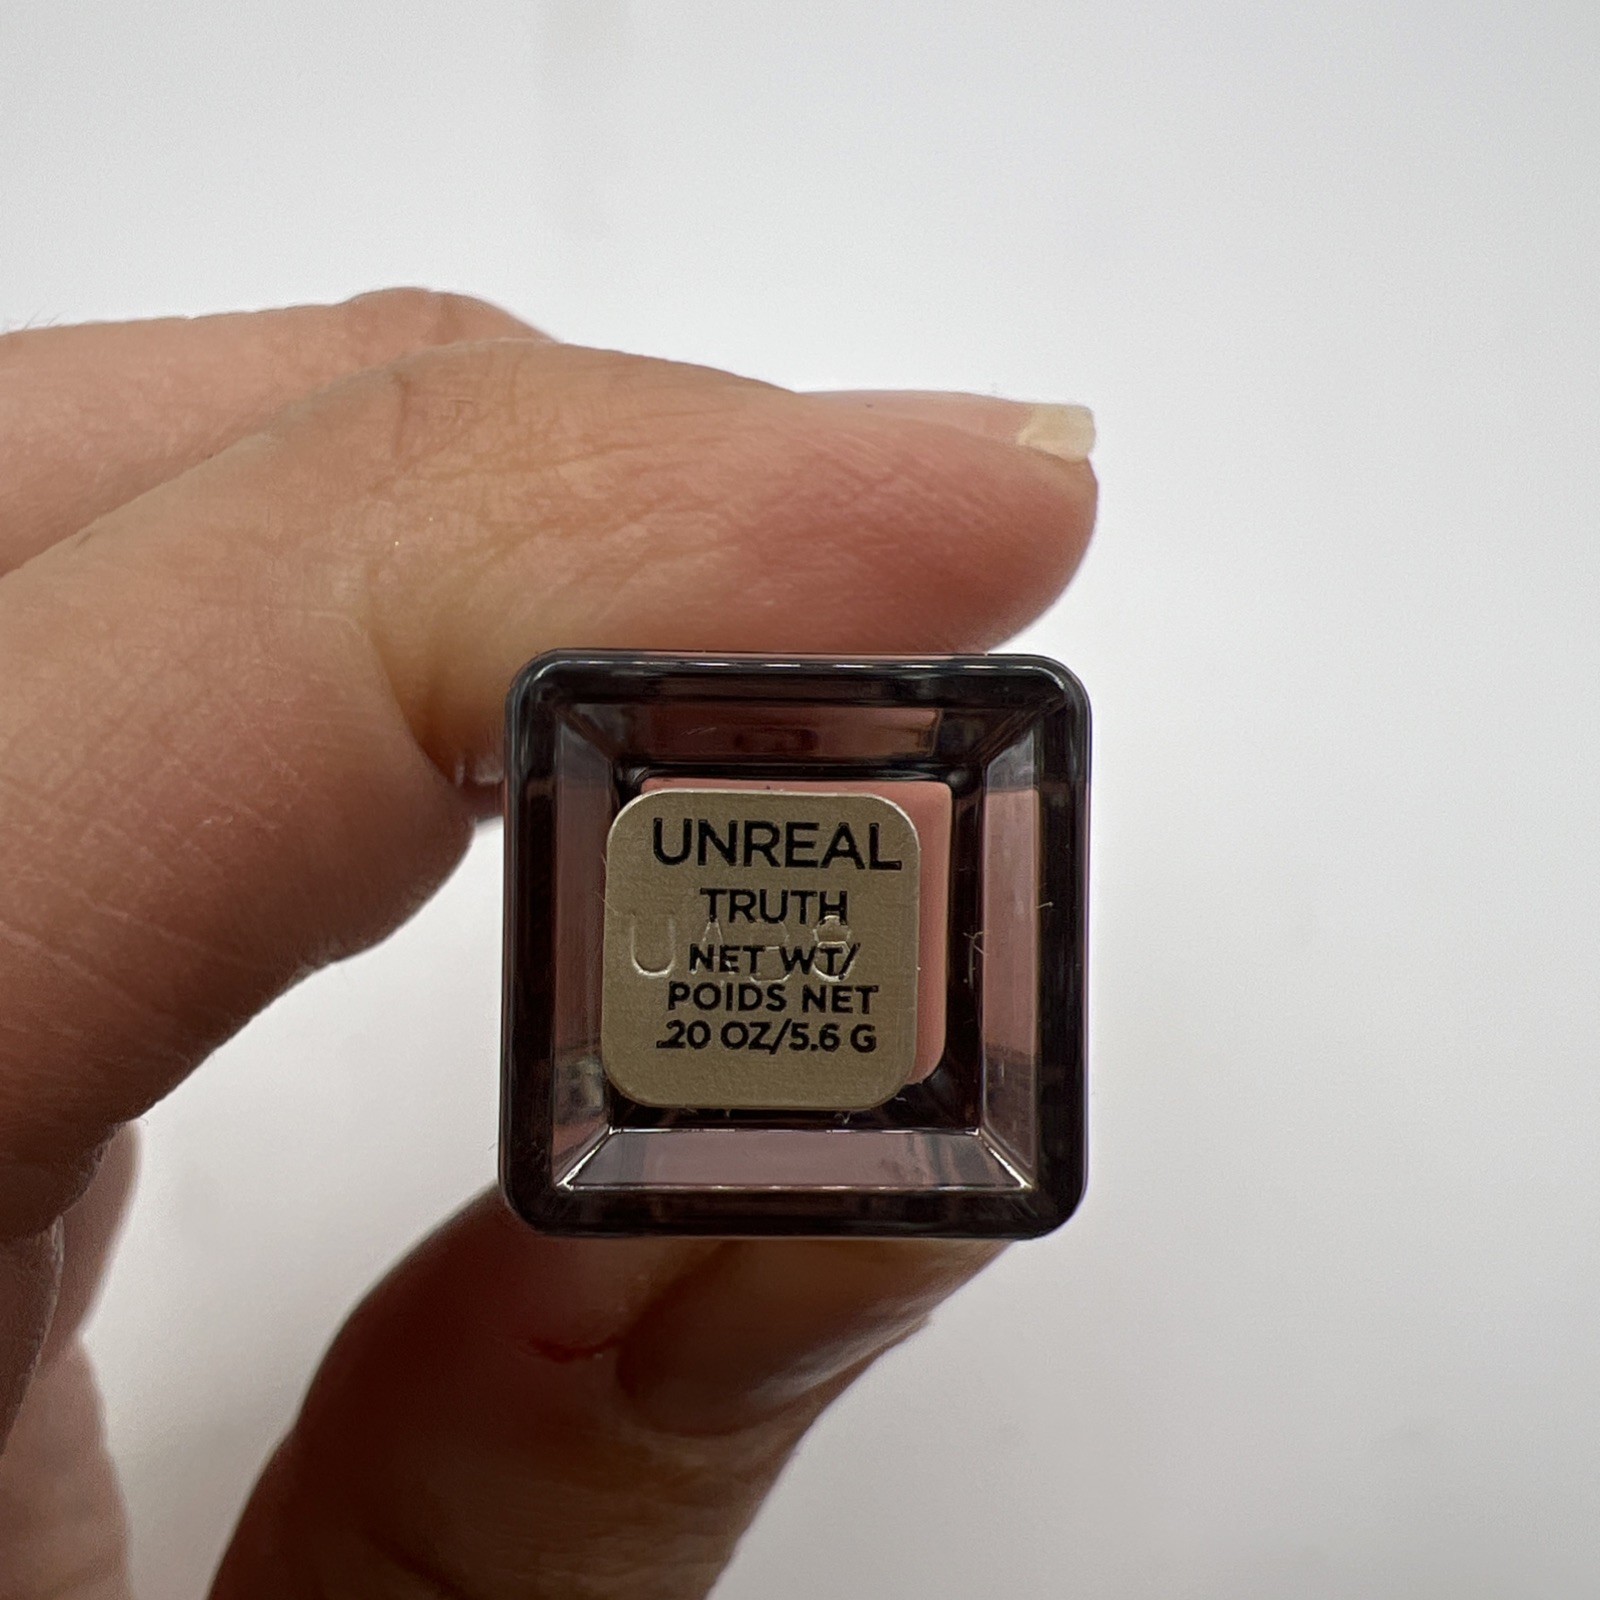 UNREAL
TRUTH
NET WT/
POIDS NET
.20 OZ/5.6 G